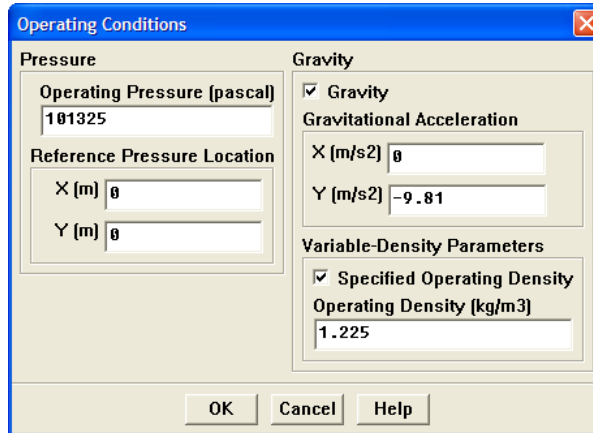 Operating Conditions
Pressure
Operating Pressure (pascal)
101325
Reference Pressure Location
X (m) 0
Y (m) 0
Gravity
Gravity
Gravitational Acceleration
X (m/s2) 0
Y (m/s2) -9.81
Variable-Density Parameters
Specified Operating Density
Operating Density (kg/m3)
1.225
OK Cancel Help